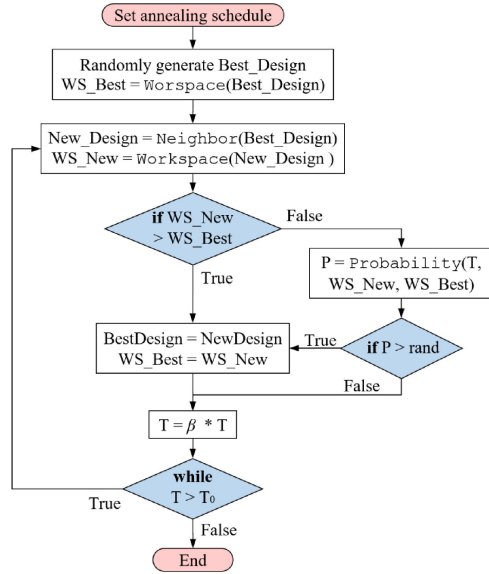 Set annealing schedule
Randomly generate Best_Design
WS_Best = Worspace(Best_Design)
New_Design = Neighbor(Best_Design)
WS_New = Workspace(New_Design )
if WS_New
> WS_Best
False
True
P = Probability(T,
WS_New, WS_Best)
BestDesign = NewDesign
WS_Best = WS_New
True
if P > rand
False
T = β * T
while
T > T₀
True
False
End